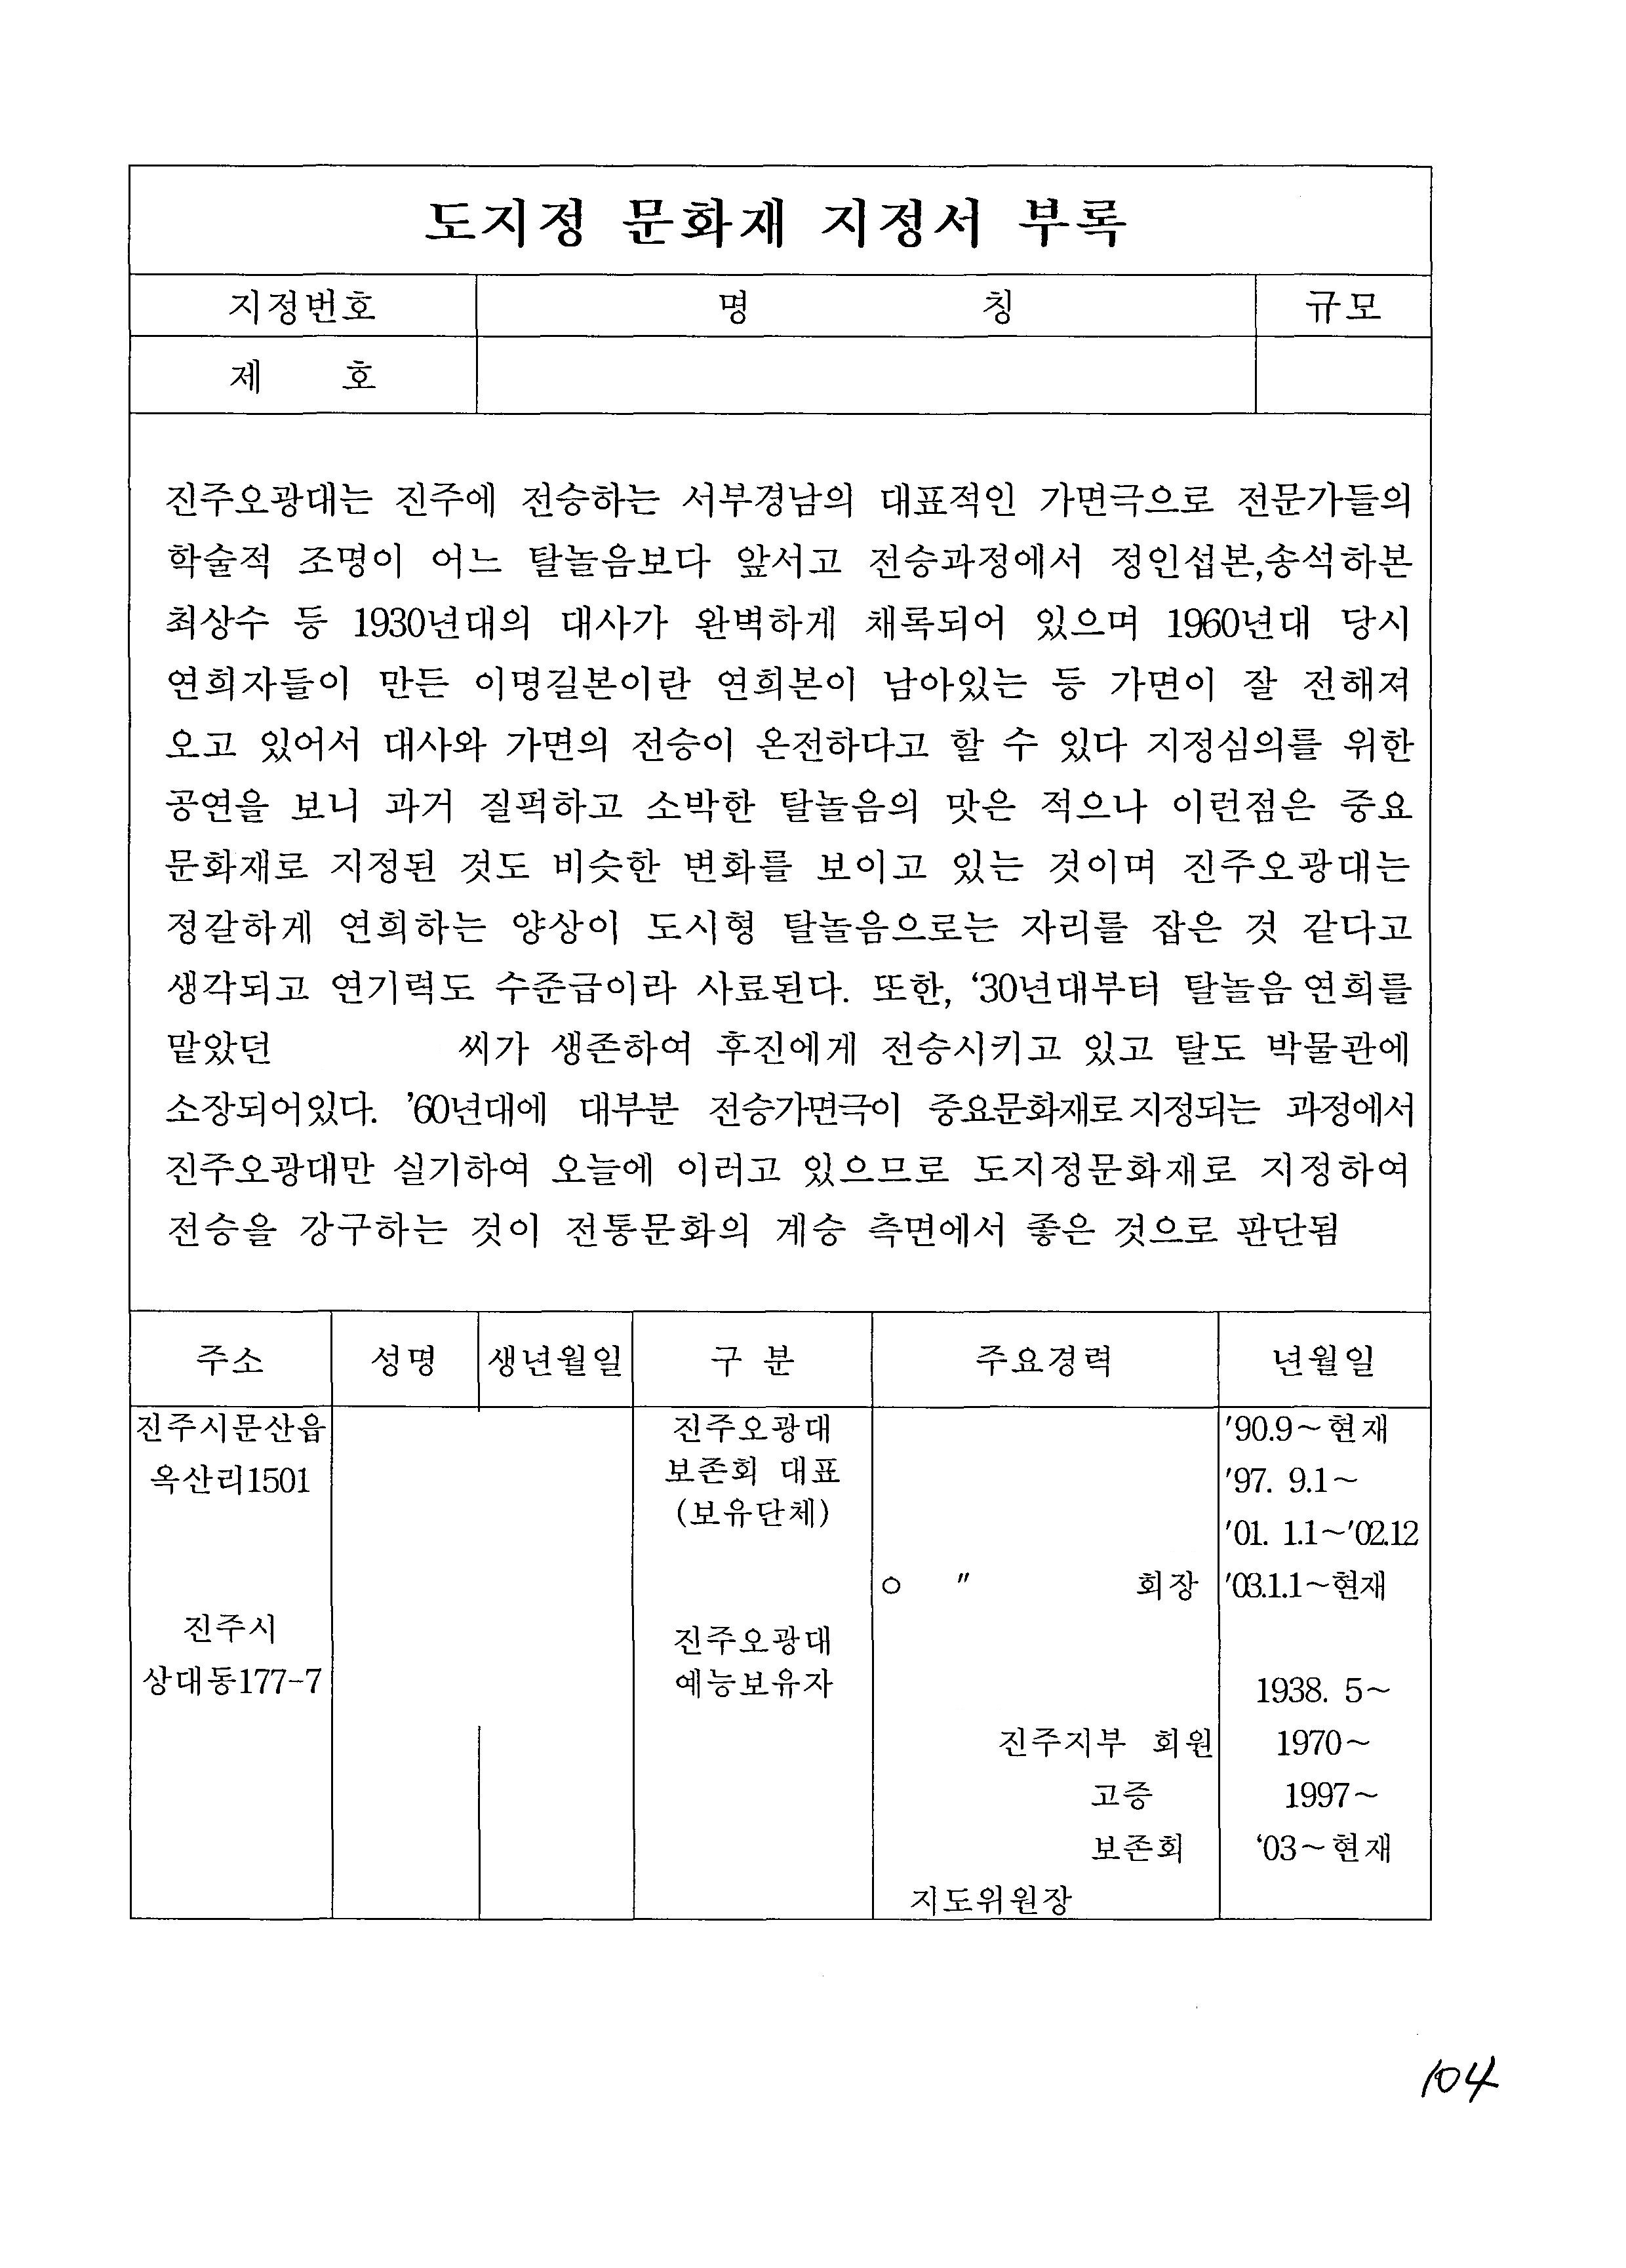 도지정 문화재 지정서 부록
지정번호 명 칭 규모
제 호
진주오광대는 진주에 전승하는 서부경남의 대표적인 가면극으로 전문가들의
학술적 조명이 어느 탈놀음보다 앞서고 전승과정에서 정인섭본,송석하본
최상수 등 1930년대의 대사가 완벽하게 채록되어 있으며 1960년대 당시
연희자들이 만든 이명길본이란 연희본이 남아있는 등 가면이 잘 전해져
오고 있어서 대사와 가면의 전승이 온전하다고 할 수 있다 지정심의를 위한
공연을 보니 과거 질퍽하고 소박한 탈놀음의 맛은 적으나 이런점은 중요
문화재로 지정된 것도 비슷한 변화를 보이고 있는 것이며 진주오광대는
정갈하게 연희하는 양상이 도시형 탈놀음으로는 자리를 잡은 것 같다고
생각되고 연기력도 수준급이라 사료된다. 또한, ‘30년대부터 탈놀음 연희를
맡았던 씨가 생존하여 후진에게 전승시키고 있고 탈도 박물관에
소장되어있다. ’60년대에 대부분 전승가면극이 중요문화재로 지정되는 과정에서
진주오광대만 실기하여 오늘에 이러고 있으므로 도지정문화재로 지정하여
전승을 강구하는 것이 전통문화의 계승 측면에서 좋은 것으로 판단됨
주소 성명 생년월일 구 분 주요경력 년월일
진주시문산읍 진주오광대 '90.9~현재
옥산리1501 보존회 대표 '97. 9.1~
(보유단체)
'01. 1.1~'02.12
○ " 회장 '03.1.1~현재
진주시 진주오광대
상대동177-7 예능보유자 1938. 5~
진주지부 회원 1970~
고증 1997~
보존회 ‘03~현재
지도위원장
104